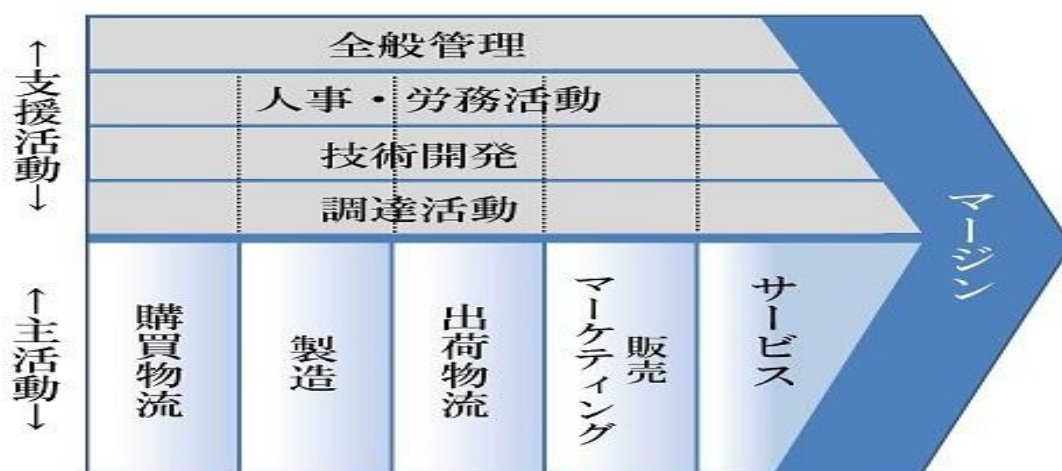 ←支援活動→
全般管理
人事・労務活動
技術開発
調達活動
←主活動→
購買物流
製造
出荷物流
販売
マーケティング
サービス
マージン